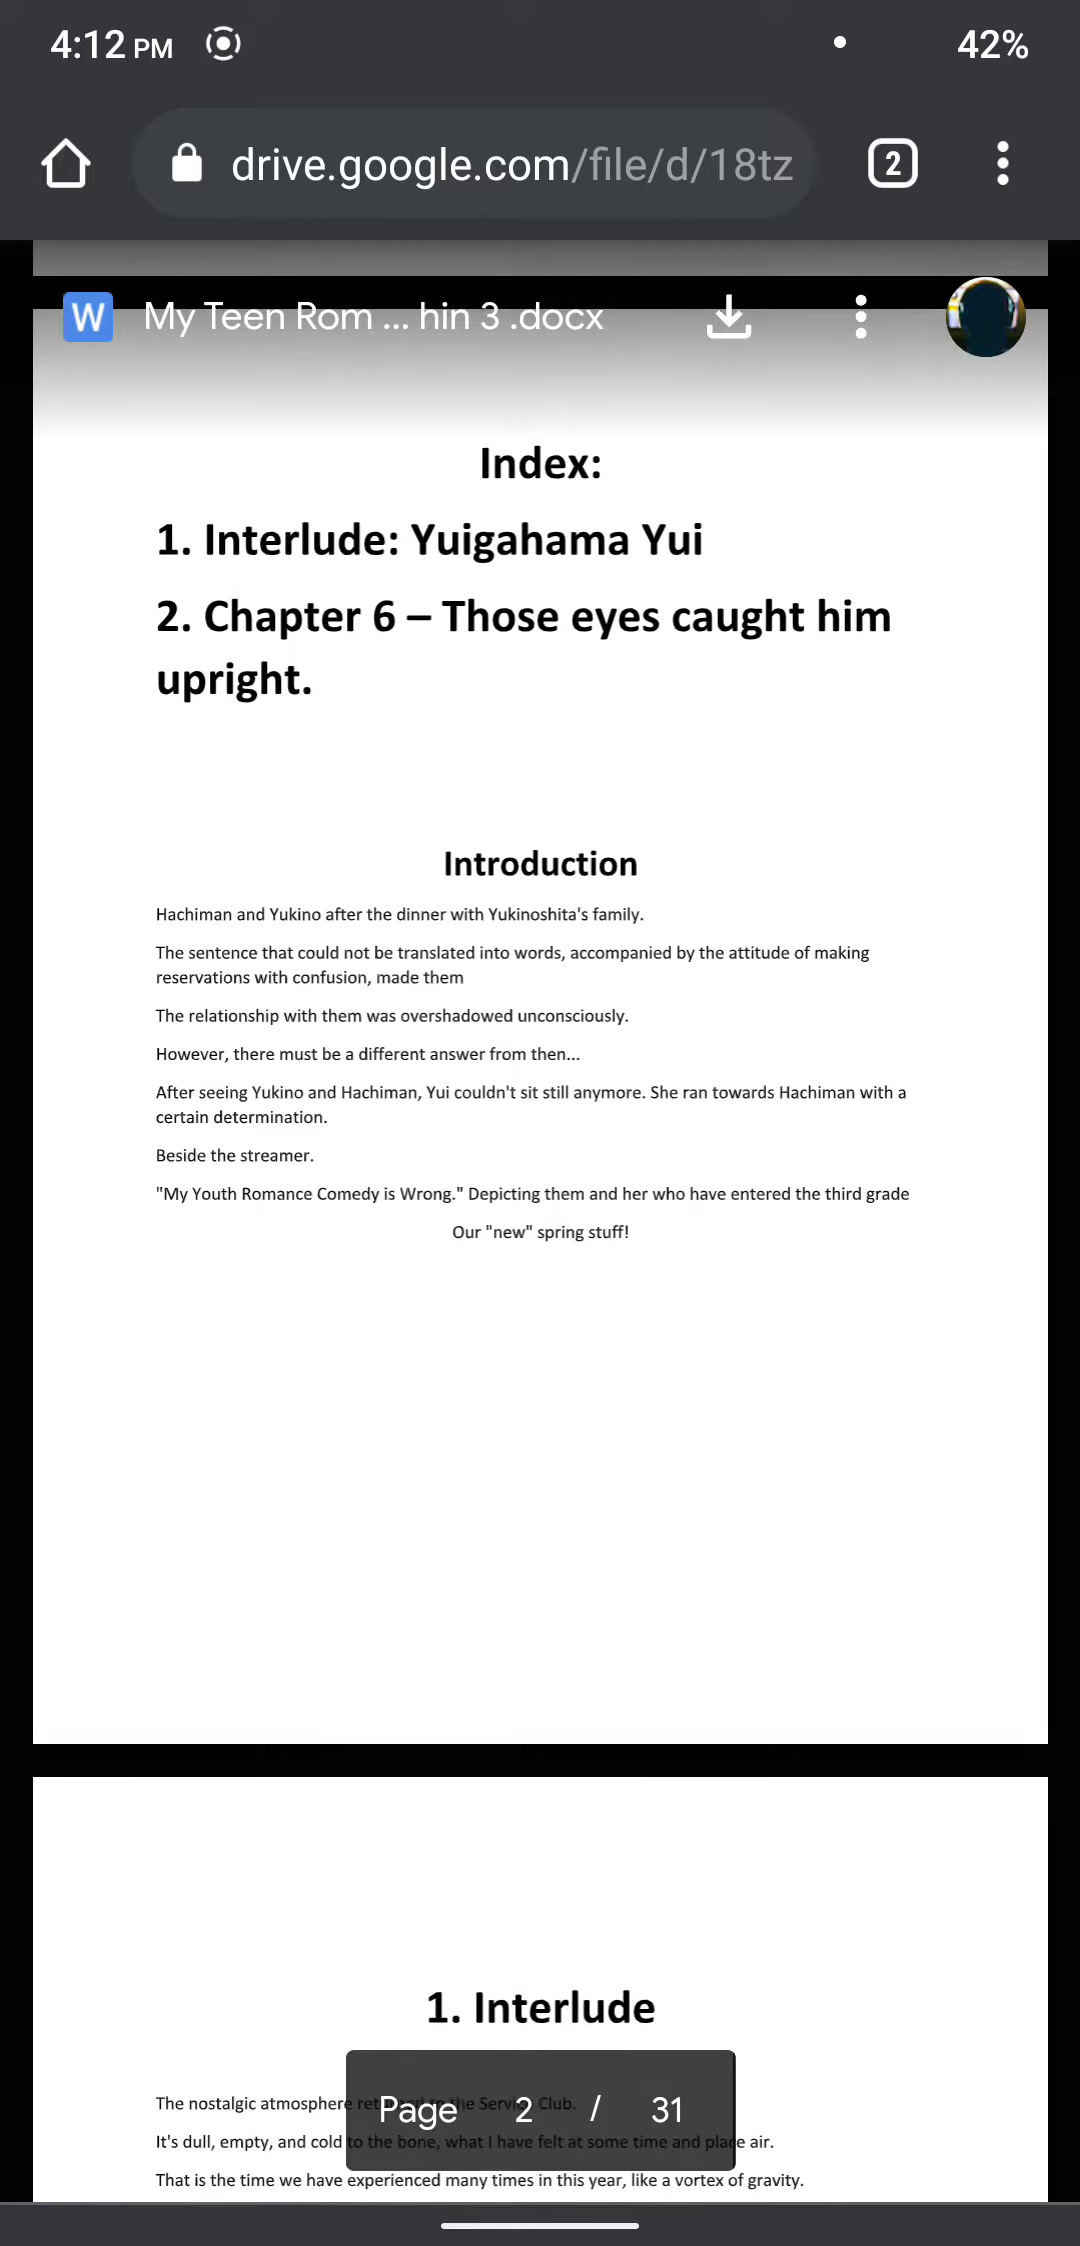 4:12 PM 42%
drive.google.com/file/d/18tz 2
W My Teen Rom ... hin 3 .docx
Index:
1. Interlude: Yuigahama Yui
2. Chapter 6 – Those eyes caught him
upright.
Introduction
Hachiman and Yukino after the dinner with Yukinoshita's family.
The sentence that could not be translated into words, accompanied by the attitude of making
reservations with confusion, made them
The relationship with them was overshadowed unconsciously.
However, there must be a different answer from then...
After seeing Yukino and Hachiman, Yui couldn't sit still anymore. She ran towards Hachiman with a
certain determination.
Beside the streamer.
"My Youth Romance Comedy is Wrong." Depicting them and her who have entered the third grade
Our "new" spring stuff!
1. Interlude
The nostalgic atmosphere returned to the Service Club.
Page 2 / 31
It's dull, empty, and cold to the bone, what I have felt at some time and place air.
That is the time we have experienced many times in this year, like a vortex of gravity.